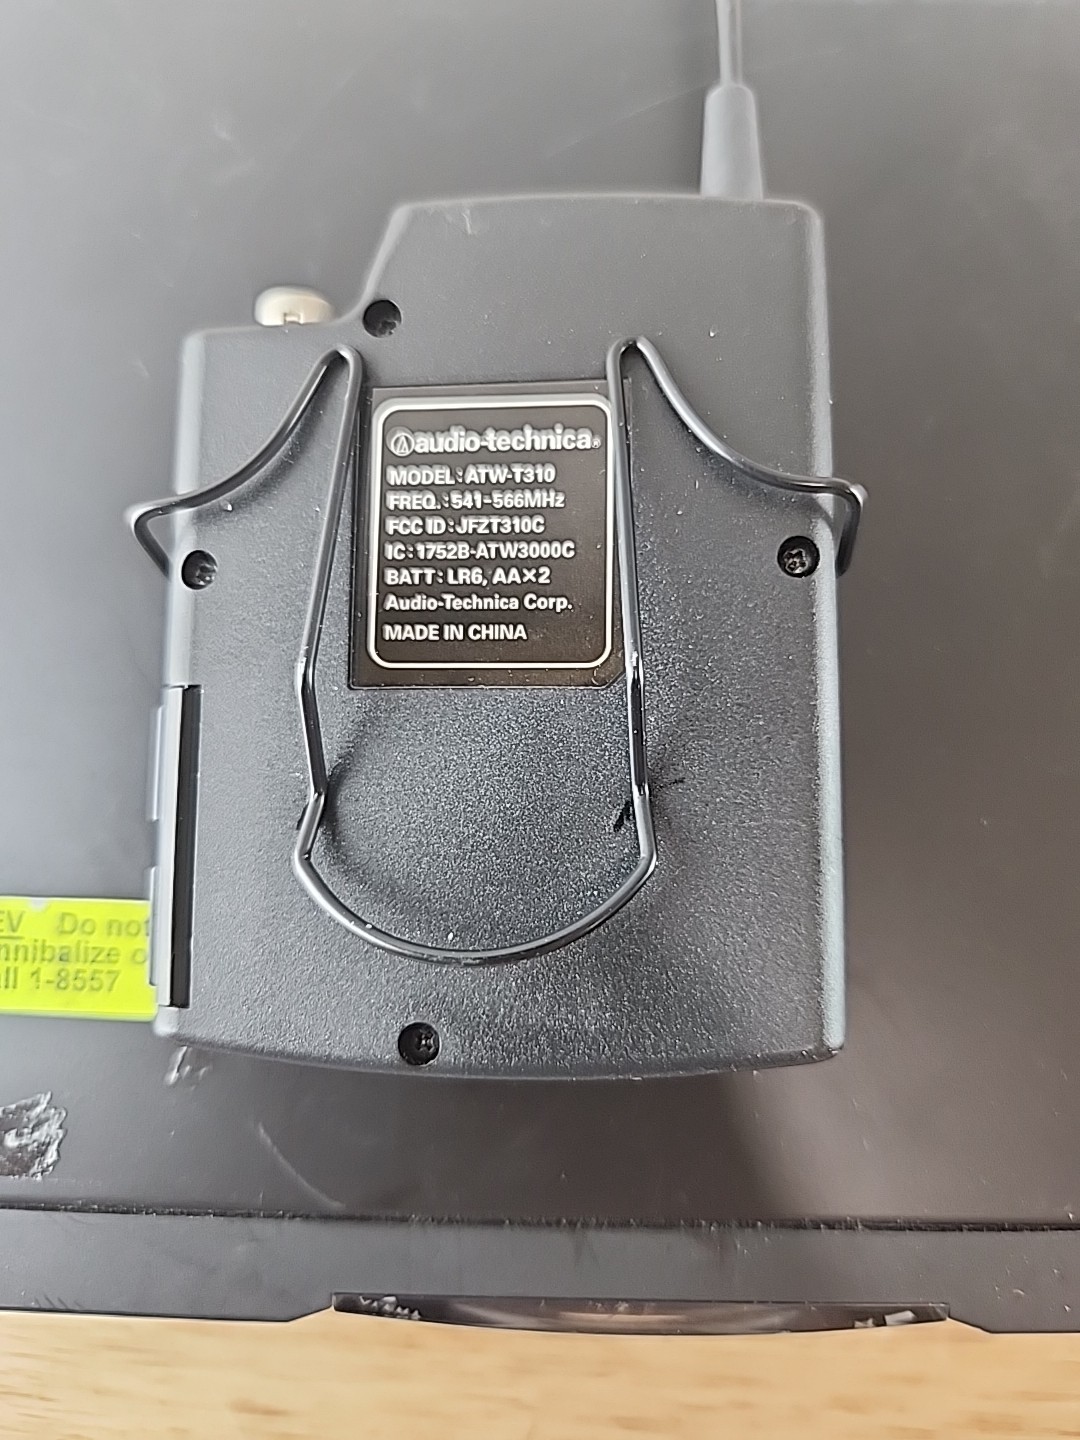 audio-technica®
MODEL: ATW-T310
FREQ.: 541-566MHz
FCC ID: JFZT310C
IC: 1752B-ATW3000C
BATT: LR6, AA×2
Audio-Technica Corp.
MADE IN CHINA
EV Do not
nnibalize o
ll 1-8557